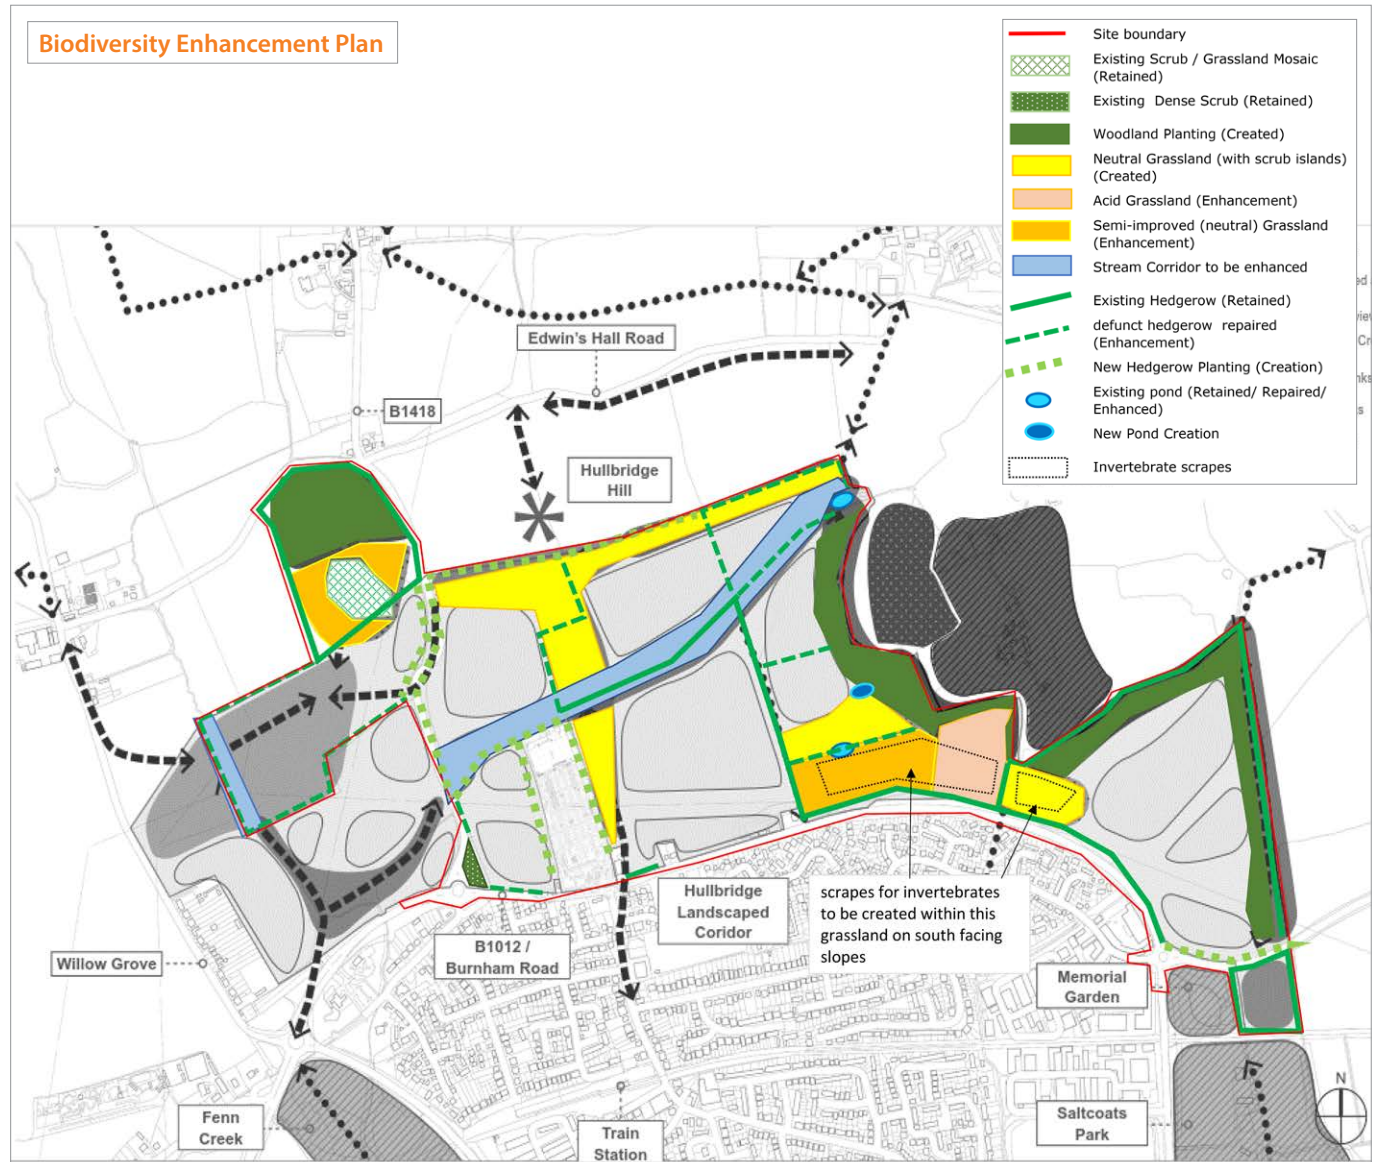 Biodiversity Enhancement Plan
Site boundary
Existing Scrub / Grassland Mosaic
(Retained)
Existing  Dense Scrub (Retained)
Woodland Planting (Created)
Neutral Grassland (with scrub islands)
(Created)
Acid Grassland (Enhancement)
Semi-improved (neutral) Grassland
(Enhancement)
Stream Corridor to be enhanced
Existing Hedgerow (Retained)
defunct hedgerow  repaired
(Enhancement)
New Hedgerow Planting (Creation)
Existing pond (Retained/ Repaired/
Enhanced)
New Pond Creation
Invertebrate scrapes
Edwin's Hall Road
B1418
Hullbridge
Hill
scrapes for invertebrates
to be created within this
grassland on south facing
slopes
Hullbridge
Landscaped
Coridor
B1012 /
Burnham Road
Willow Grove
Memorial
Garden
Fenn
Creek
Train
Station
Saltcoats
Park
N